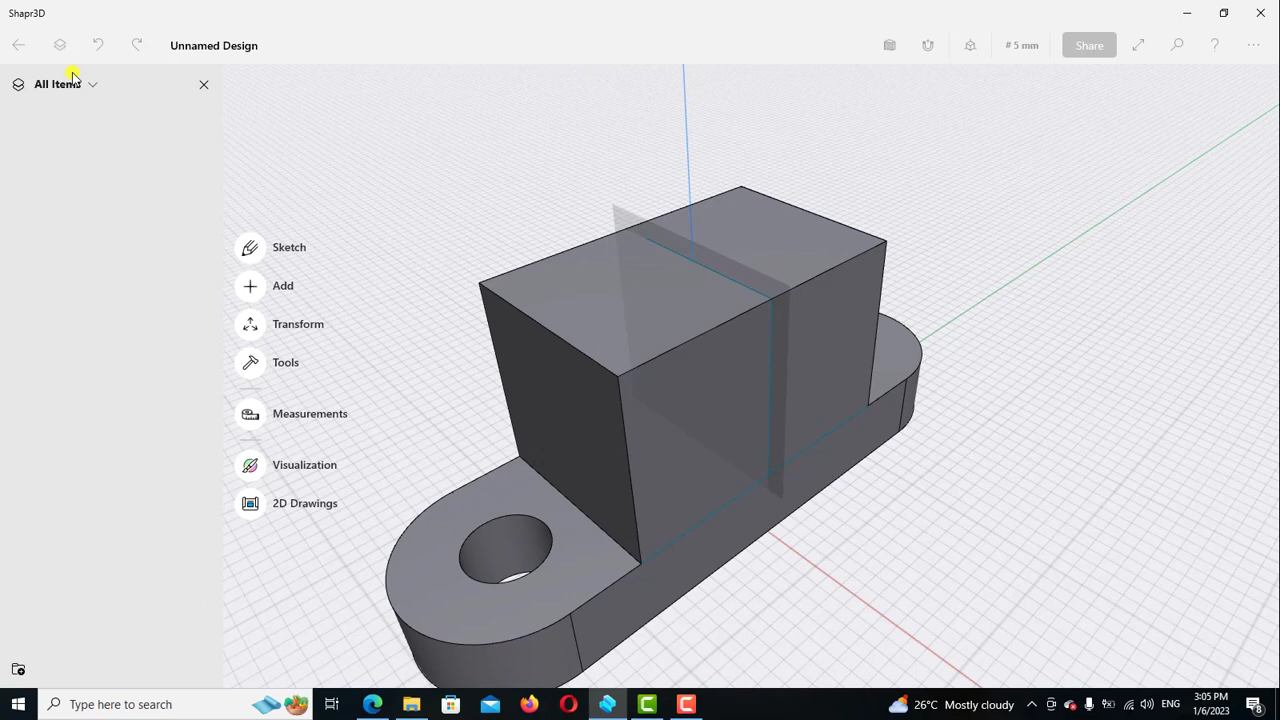 Shapr3D
Unnamed Design
# 5 mm
Share
All Items
Sketch
Add
Transform
Tools
Measurements
Visualization
2D Drawings
Type here to search
26°C Mostly cloudy
ENG
3:05 PM
1/6/2023
8